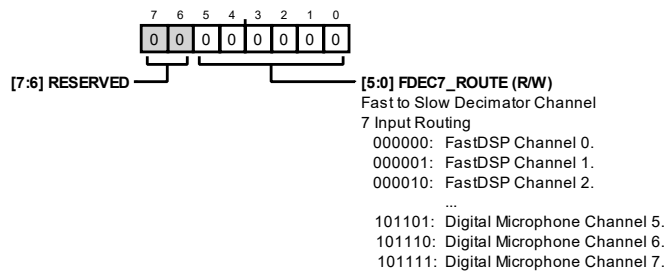 7 6 5 4 3 2 1 0
0 0 0 0 0 0 0 0
[7:6] RESERVED
[5:0] FDEC7_ROUTE (R/W)
Fast to Slow Decimator Channel
7 Input Routing
000000: FastDSP Channel 0.
000001: FastDSP Channel 1.
000010: FastDSP Channel 2.
...
101101: Digital Microphone Channel 5.
101110: Digital Microphone Channel 6.
101111: Digital Microphone Channel 7.